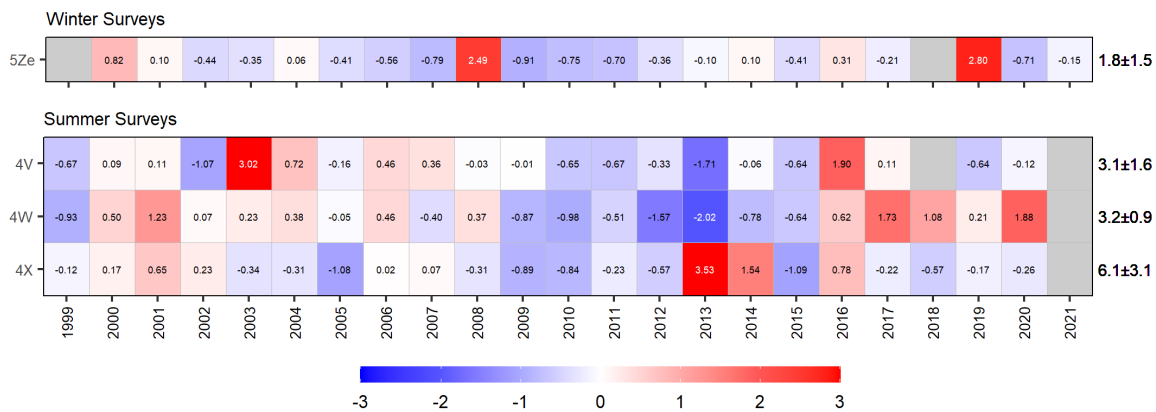 Winter Surveys
5Ze 0.82 0.10 -0.44 -0.35 0.06 -0.41 -0.56 -0.79 2.49 -0.91 -0.75 -0.70 -0.36 -0.10 0.10 -0.41 0.31 -0.21 2.80 -0.71 -0.15 1.8±1.5
Summer Surveys
4V -0.67 0.09 0.11 -1.07 3.02 0.72 -0.16 0.46 0.36 -0.03 -0.01 -0.65 -0.67 -0.33 -1.71 -0.06 -0.64 1.90 0.11 -0.64 -0.12 3.1±1.6
4W -0.93 0.50 1.23 0.07 0.23 0.38 -0.05 0.46 -0.40 0.37 -0.87 -0.98 -0.51 -1.57 -2.02 -0.78 -0.64 0.62 1.73 1.08 0.21 1.88 3.2±0.9
4X -0.12 0.17 0.65 0.23 -0.34 -0.31 -1.08 0.02 0.07 -0.31 -0.89 -0.84 -0.23 -0.57 3.53 1.54 -1.09 0.78 -0.22 -0.57 -0.17 -0.26 6.1±3.1
1999 2000 2001 2002 2003 2004 2005 2006 2007 2008 2009 2010 2011 2012 2013 2014 2015 2016 2017 2018 2019 2020 2021
-3 -2 -1 0 1 2 3